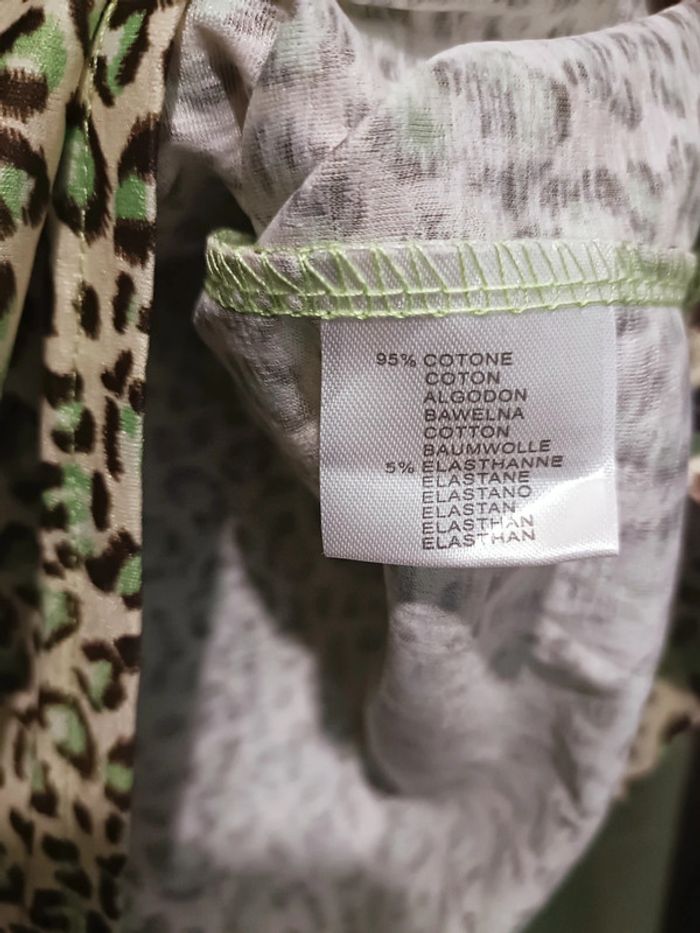 95% COTONE
COTON
ALGODON
BAWELNA
COTTON
BAUMWOLLE
5% ELASTHANNE
ELASTANE
ELASTANO
ELASTAN
ELASTHAN
ELASTHAN